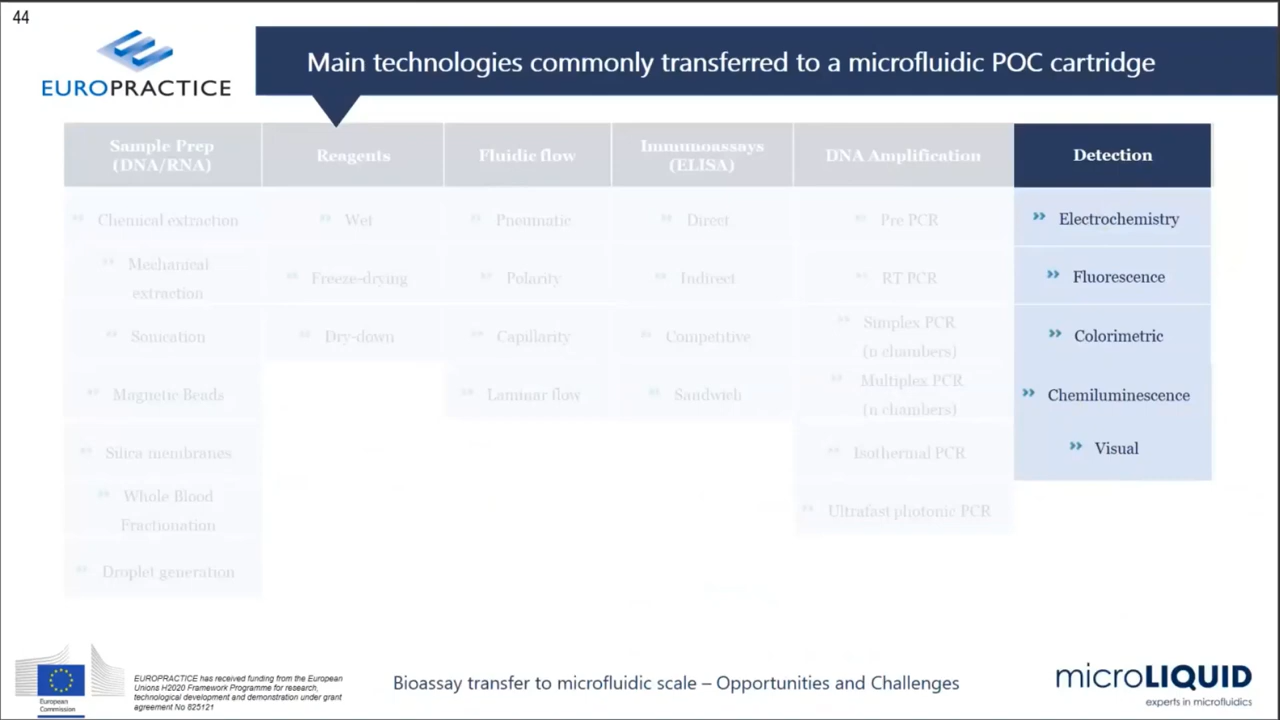 44
EUROPRACTICE
Main technologies commonly transferred to a microfluidic POC cartridge
Sample Prep
(DNA/RNA)
Reagents
Fluidic flow
Immunoassays
(ELISA)
DNA Amplification
Detection
Chemical extraction
Wet
Pneumatic
Direct
Pre PCR
Electrochemistry
Mechanical
extraction
Freeze-drying
Polarity
Indirect
RT PCR
Fluorescence
Sonication
Dry-down
Capillarity
Competitive
Simplex PCR
(n chambers)
Colorimetric
Magnetic Beads
Laminar flow
Sandwich
Multiplex PCR
(n chambers)
Chemiluminescence
Silica membranes
Isothermal PCR
Visual
Whole Blood
Fractionation
Ultrafast photonic PCR
Droplet generation
European
Commission
EUROPRACTICE has received funding from the European
Unions H2020 Framework Programme for research,
technological development and demonstration under grant
agreement No 825121
Bioassay transfer to microfluidic scale – Opportunities and Challenges
microLIQUID
experts in microfluidics